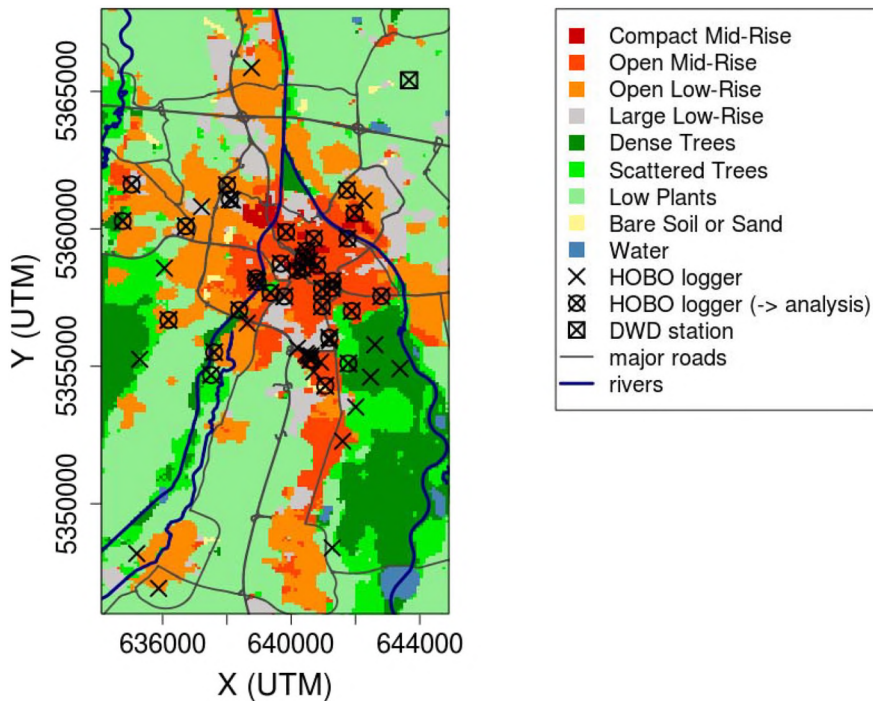 5365000
5360000
5355000
5350000
Y (UTM)
636000
640000
644000
X (UTM)
Compact Mid-Rise
Open Mid-Rise
Open Low-Rise
Large Low-Rise
Dense Trees
Scattered Trees
Low Plants
Bare Soil or Sand
Water
HOBO logger
HOBO logger (-> analysis)
DWD station
major roads
rivers